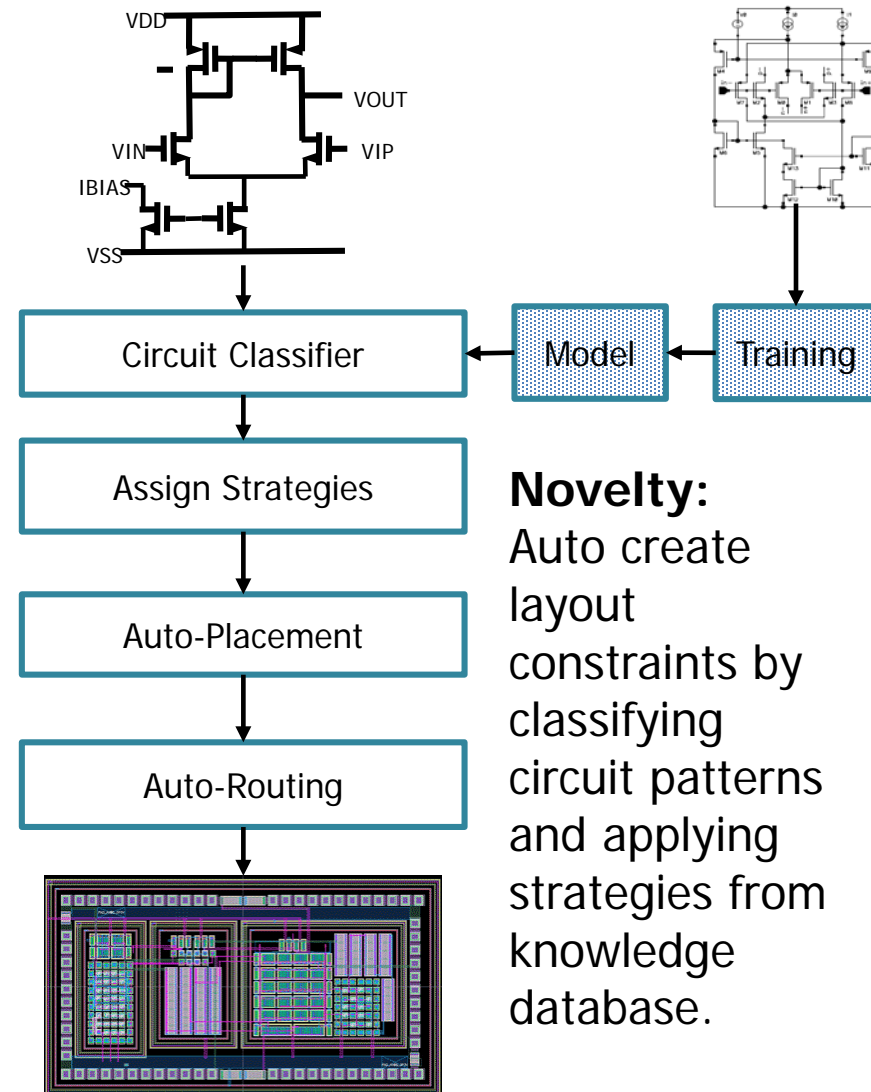 VDD
VOUT
VIN
VIP
IBIAS
VSS
Circuit Classifier
Model
Training
Assign Strategies
Auto-Placement
Auto-Routing
Novelty:
Auto create
layout
constraints by
classifying
circuit patterns
and applying
strategies from
knowledge
database.